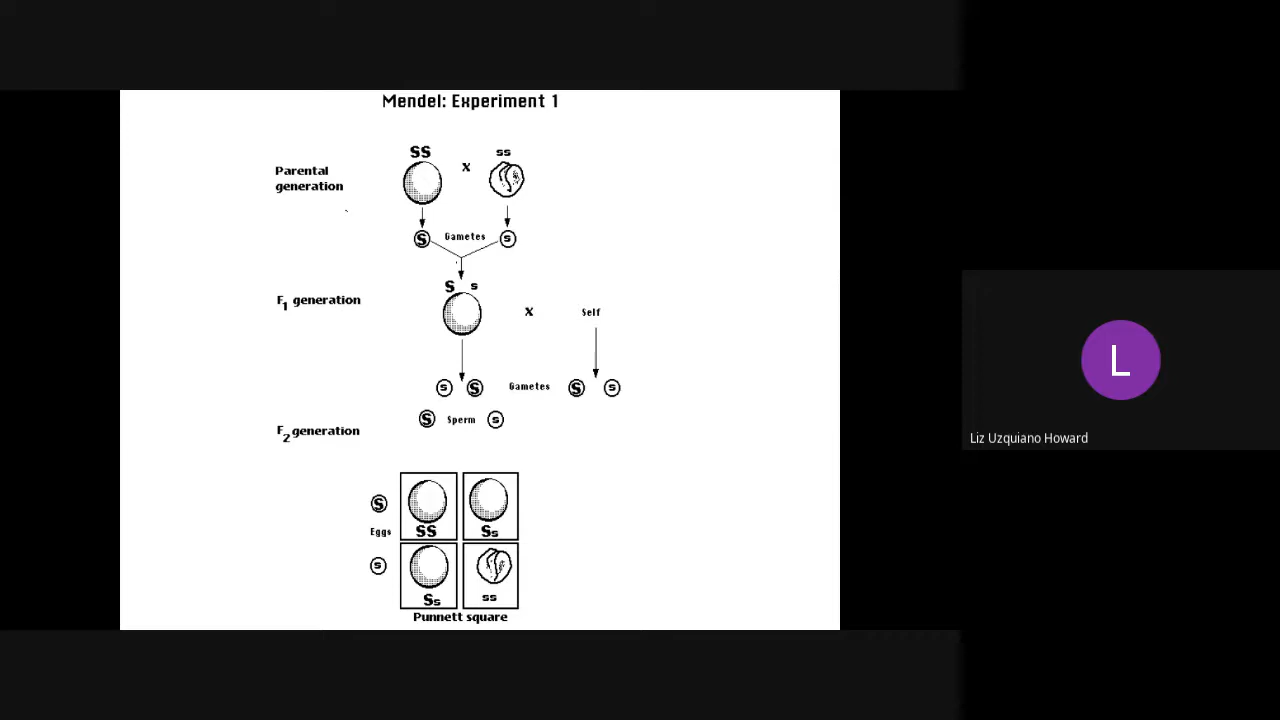 Mendel: Experiment 1
SS
ss
Parental
generation
x
S
Gametes
s
S s
F1 generation
x
Self
s S
Gametes
S s
S
Sperm
s
F2 generation
S
Eggs
s
SS
Ss
Ss
ss
Punnett square
L
Liz Uzquiano Howard